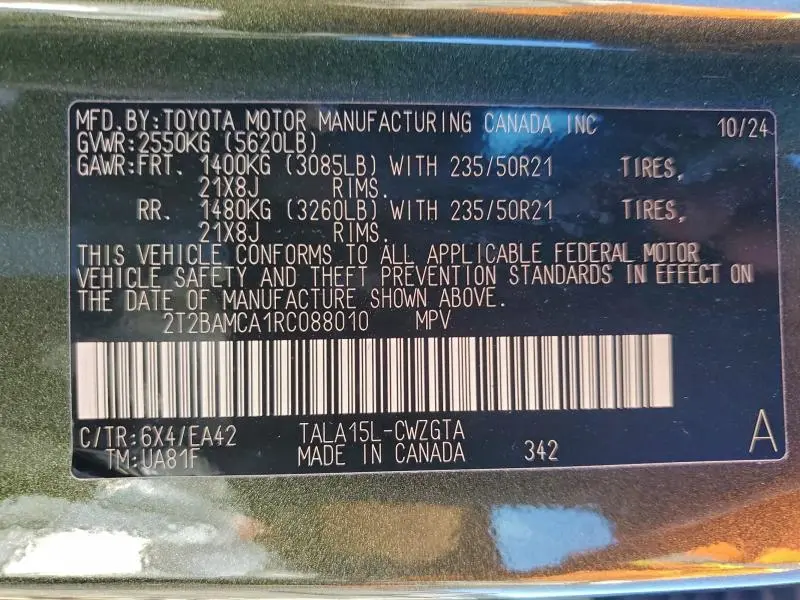 MFD.BY:TOYOTA MOTOR MANUFACTURING CANADA INC 10/24
GVWR:2550KG (5620LB)
GAWR:FRT. 1400KG (3085LB) WITH 235/50R21 TIRES,
21X8J RIMS.
RR. 1480KG (3260LB) WITH 235/50R21 TIRES,
21X8J RIMS.
THIS VEHICLE CONFORMS TO ALL APPLICABLE FEDERAL MOTOR
VEHICLE SAFETY AND THEFT PREVENTION STANDARDS IN EFFECT ON
THE DATE OF MANUFACTURE SHOWN ABOVE.
2T2BAMCA1RC088010 MPV
C/TR:6X4/EA42 TALA15L-CWZGTA
TM:UA81F MADE IN CANADA 342 A